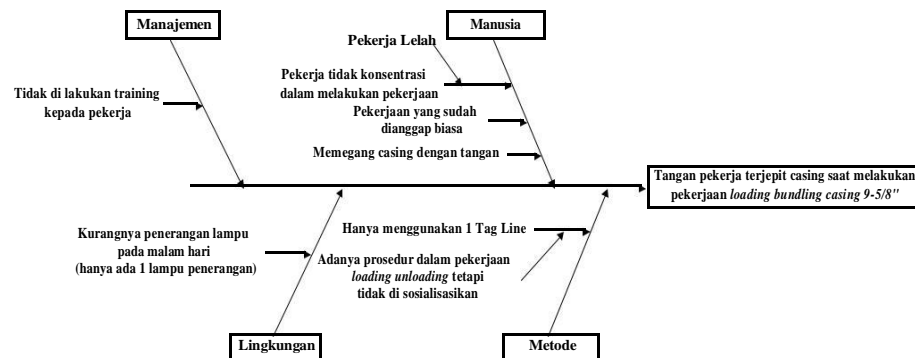 Manajemen
Manusia
Pekerja Lelah
Pekerja tidak konsentrasi
dalam melakukan pekerjaan
Tidak di lakukan training
kepada pekerja
Pekerjaan yang sudah
dianggap biasa
Memegang casing dengan tangan
Tangan pekerja terjepit casing saat melakukan
pekerjaan loading bundling casing 9-5/8"
Kurangnya penerangan lampu
pada malam hari
(hanya ada 1 lampu penerangan)
Hanya menggunakan 1 Tag Line
Adanya prosedur dalam pekerjaan
loading unloading tetapi
tidak di sosialisasikan
Lingkungan
Metode